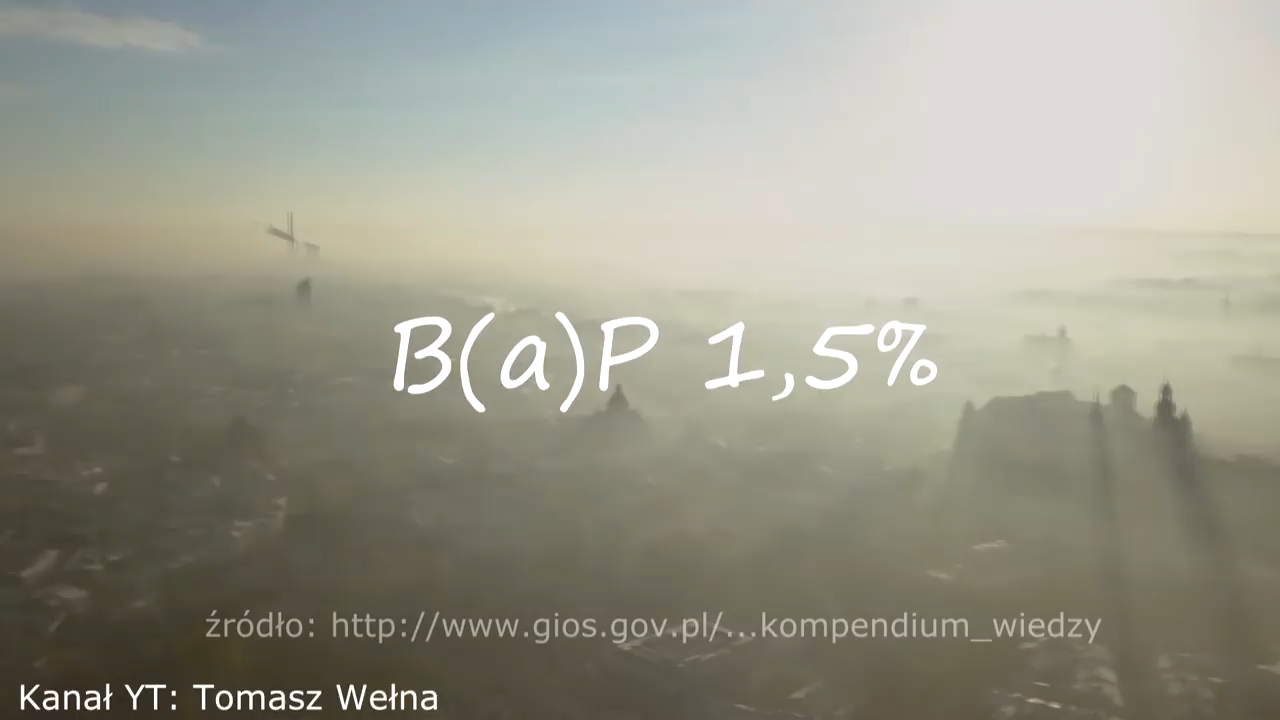 B(a)P 1,5%
źródło: http://www.gios.gov.pl/...kompendium_wiedzy
Kanał YT: Tomasz Wełna